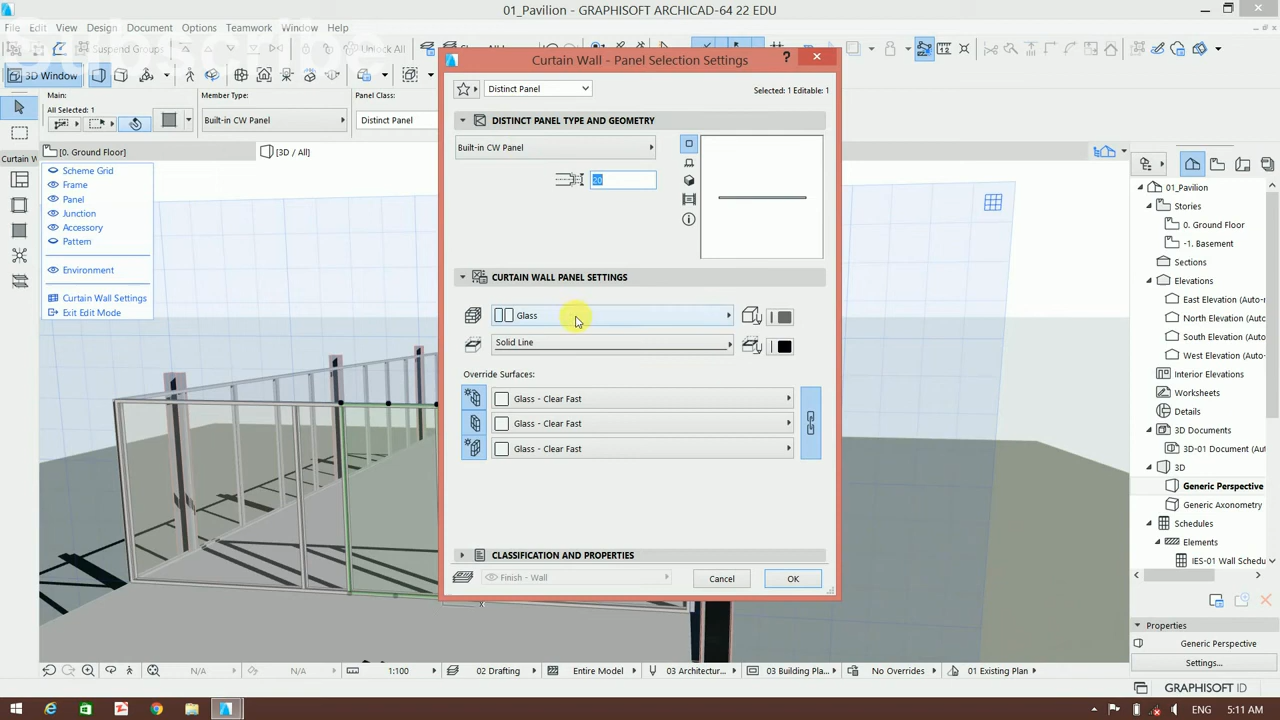 01_Pavilion - GRAPHISOFT ARCHICAD-64 22 EDU
File Edit View Design Document Options Teamwork Window Help
Suspend Groups
Unlock All
3D Window
Main:
All Selected: 1
Member Type:
Built-in CW Panel
Panel Class:
Distinct Panel
[0. Ground Floor]
[3D / All]
Curtain W
Scheme Grid
Frame
Panel
Junction
Accessory
Pattern
Environment
Curtain Wall Settings
Exit Edit Mode
Curtain Wall - Panel Selection Settings
Distinct Panel
Selected: 1 Editable: 1
DISTINCT PANEL TYPE AND GEOMETRY
Built-in CW Panel
20
CURTAIN WALL PANEL SETTINGS
Glass
Solid Line
Override Surfaces:
Glass - Clear Fast
Glass - Clear Fast
Glass - Clear Fast
CLASSIFICATION AND PROPERTIES
Finish - Wall
Cancel
OK
x
01_Pavilion
Stories
0. Ground Floor
-1. Basement
Sections
Elevations
East Elevation (Auto-
North Elevation (Aut
South Elevation (Aut
West Elevation (Auto
Interior Elevations
Worksheets
Details
3D Documents
3D-01 Document (Auto
3D
Generic Perspective
Generic Axonometry
Schedules
Elements
IES-01 Wall Schedu
Properties
Generic Perspective
Settings...
N/A
N/A
1:100
02 Drafting
Entire Model
03 Architectur...
03 Building Pla...
No Overrides
01 Existing Plan
GRAPHISOFT ID
ENG
5:11 AM